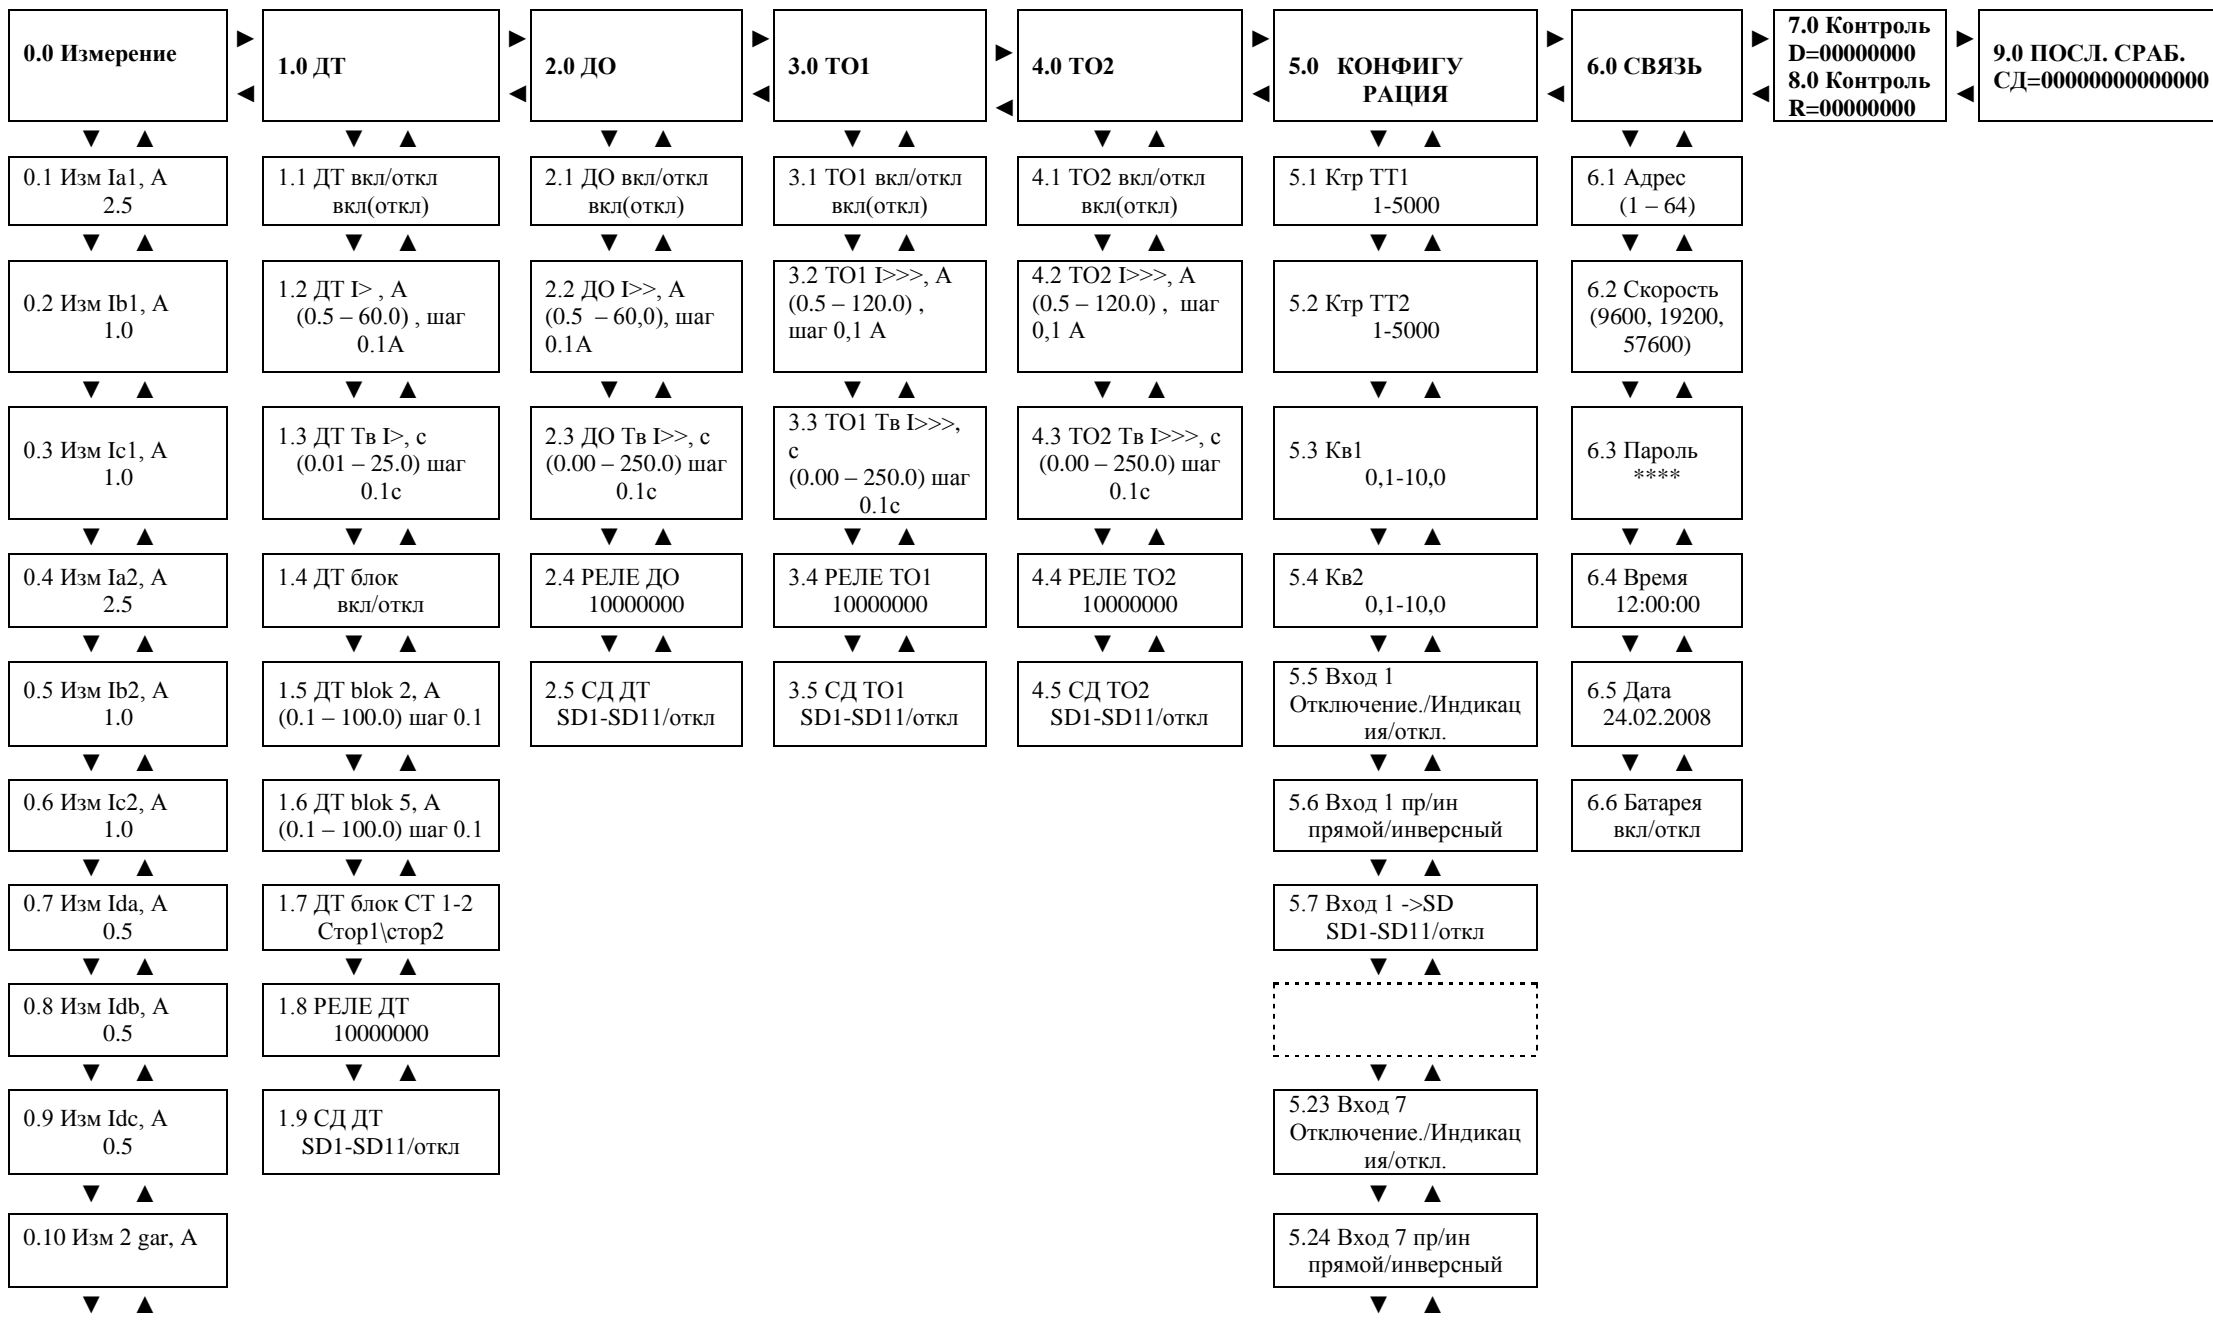 0.0 Измерение
1.0 ДТ
2.0 ДО
3.0 ТО1
4.0 ТО2
5.0 КОНФИГУ
РАЦИЯ
6.0 СВЯЗЬ
7.0 Контроль
D=00000000
8.0 Контроль
R=00000000
9.0 ПОСЛ. СРАБ.
СД=00000000000000
0.1 Изм Ia1, А
2.5
1.1 ДТ вкл/откл
вкл(откл)
2.1 ДО вкл/откл
вкл(откл)
3.1 ТО1 вкл/откл
вкл(откл)
4.1 ТО2 вкл/откл
вкл(откл)
5.1 Ктр ТТ1
1-5000
6.1 Адрес
(1 – 64)
0.2 Изм Ib1, А
1.0
1.2 ДТ I> , А
(0.5 – 60.0) , шаг
0.1А
2.2 ДО I>>, А
(0.5 – 60,0), шаг
0.1А
3.2 ТО1 I>>>, А
(0.5 – 120.0) ,
шаг 0,1 А
4.2 ТО2 I>>>, А
(0.5 – 120.0) , шаг
0,1 А
5.2 Ктр ТТ2
1-5000
6.2 Скорость
(9600, 19200,
57600)
0.3 Изм Ic1, А
1.0
1.3 ДТ Тв I>, с
(0.01 – 25.0) шаг
0.1с
2.3 ДО Тв I>>, с
(0.00 – 250.0) шаг
0.1с
3.3 ТО1 Тв I>>>,
с
(0.00 – 250.0) шаг
0.1с
4.3 ТО2 Тв I>>>, с
(0.00 – 250.0) шаг
0.1с
5.3 Кв1
0,1-10,0
6.3 Пароль
****
0.4 Изм Ia2, А
2.5
1.4 ДТ блок
вкл/откл
2.4 РЕЛЕ ДО
10000000
3.4 РЕЛЕ ТО1
10000000
4.4 РЕЛЕ ТО2
10000000
5.4 Кв2
0,1-10,0
6.4 Время
12:00:00
0.5 Изм Ib2, А
1.0
1.5 ДТ blok 2, А
(0.1 – 100.0) шаг 0.1
2.5 СД ДТ
SD1-SD11/откл
3.5 СД ТО1
SD1-SD11/откл
4.5 СД ТО2
SD1-SD11/откл
5.5 Вход 1
Отключение./Индикац
ия/откл.
6.5 Дата
24.02.2008
0.6 Изм Ic2, А
1.0
1.6 ДТ blok 5, А
(0.1 – 100.0) шаг 0.1
5.6 Вход 1 пр/ин
прямой/инверсный
6.6 Батарея
вкл/откл
0.7 Изм Ida, А
0.5
1.7 ДТ блок СТ 1-2
Стор1\стор2
5.7 Вход 1 ->SD
SD1-SD11/откл
0.8 Изм Idb, А
0.5
1.8 РЕЛЕ ДТ
10000000
0.9 Изм Idc, А
0.5
1.9 СД ДТ
SD1-SD11/откл
5.23 Вход 7
Отключение./Индикац
ия/откл.
0.10 Изм 2 gar, А
5.24 Вход 7 пр/ин
прямой/инверсный